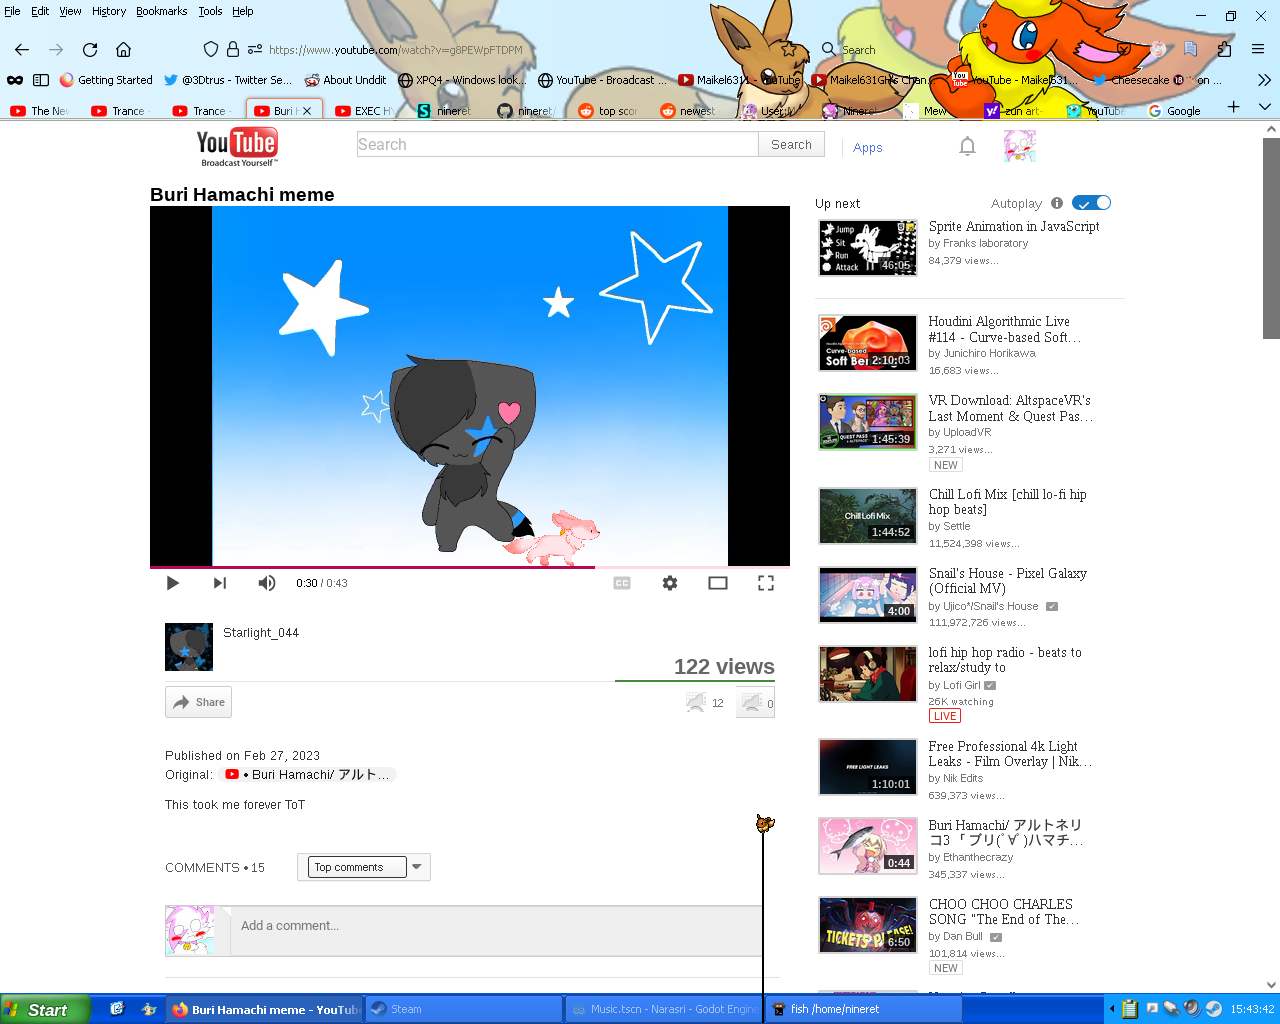 File Edit View History Bookmarks Tools Help
https://www.youtube.com/watch?v=g8PEWpFTDPM
Search
Getting Started
@3Dtrus - Twitter Se...
About Unddit
XPQ4 - Windows look...
YouTube - Broadcast ...
Maikel6311 - YouTube
Maikel631GH's Chan...
YouTube - Maikel631...
Cheesecake 🔞 on ...
The Ne
Trance -
Trance -
Buri H
EXEC H
nineret
nineret/
top scor
newest
User:N
Nineret
Mew
zun art-
YouTube
Google
YouTube
Broadcast Yourself™
Search
Search
Apps
Buri Hamachi meme
0:30 / 0:43
CC
Starlight_044
122 views
Share
12
0
Published on Feb 27, 2023
Original: • Buri Hamachi/ アルト...
This took me forever ToT
COMMENTS • 15
Top comments
Add a comment...
Up next
Autoplay
Jump
Sit
Run
Attack
46:05
Sprite Animation in JavaScript
by Franks laboratory
84,379 views...
Curve-based
Soft Ben
2:10:03
Houdini Algorithmic Live
#114 - Curve-based Soft...
by Junichiro Horikawa
16,683 views...
QUEST PASS
1:45:39
VR Download: AltspaceVR's
Last Moment & Quest Pas...
by UploadVR
3,271 views...
NEW
Chill Lofi Mix
1:44:52
Chill Lofi Mix [chill lo-fi hip
hop beats]
by Settle
11,524,398 views...
4:00
Snail's House - Pixel Galaxy
(Official MV)
by Ujico*/Snail's House
111,972,726 views...
lofi hip hop radio - beats to
relax/study to
by Lofi Girl
26K watching
LIVE
FREE LIGHT LEAKS
1:10:01
Free Professional 4k Light
Leaks - Film Overlay | Nik...
by Nik Edits
639,373 views...
0:44
Buri Hamachi/ アルトネリ
コ3 「ブリ(ﾟ∀ﾟ)ハマチ...
by Ethanthecrazy
345,337 views...
TICKETS PLEASE!
6:50
CHOO CHOO CHARLES
SONG "The End of The...
by Dan Bull
101,814 views...
NEW
Start
Buri Hamachi meme - YouTub
Steam
Music.tscn - Narasri - Godot Engine
fish /home/nineret
15:43:42